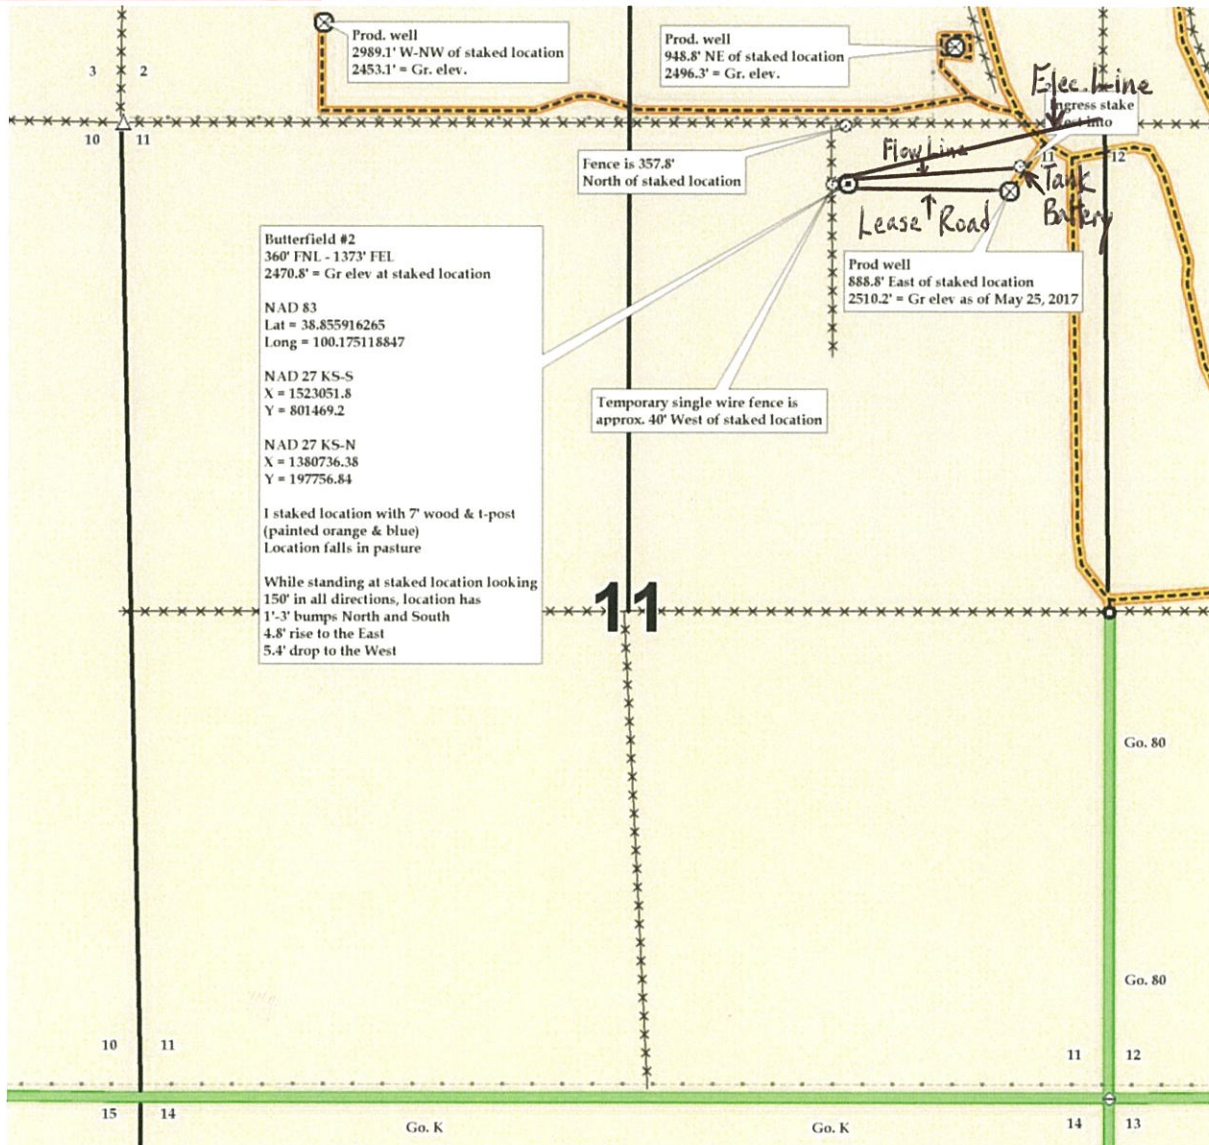 Prod. well
2989.1' W-NW of staked location
2453.1' = Gr. elev.
Prod. well
948.8' NE of staked location
2496.3' = Gr. elev.
3 2
Elec. Line
Ingress stake
into
10 11
Fence is 357.8'
North of staked location
Flow Line
11 12
Tank
Battery
Lease Road
Butterfield #2
360' FNL - 1373' FEL
2470.8' = Gr elev at staked location
NAD 83
Lat = 38.855916265
Long = 100.175118847
NAD 27 KS-S
X = 1523051.8
Y = 801469.2
NAD 27 KS-N
X = 1380736.38
Y = 197756.84
I staked location with 7' wood & t-post
(painted orange & blue)
Location falls in pasture
While standing at staked location looking
150' in all directions, location has
1'-3' bumps North and South
4.8' rise to the East
5.4' drop to the West
Prod well
888.8' East of staked location
2510.2' = Gr elev as of May 25, 2017
Temporary single wire fence is
approx. 40' West of staked location
11
Go. 80
Go. 80
10 11
11 12
15 14
Go. K
Go. K
14 13